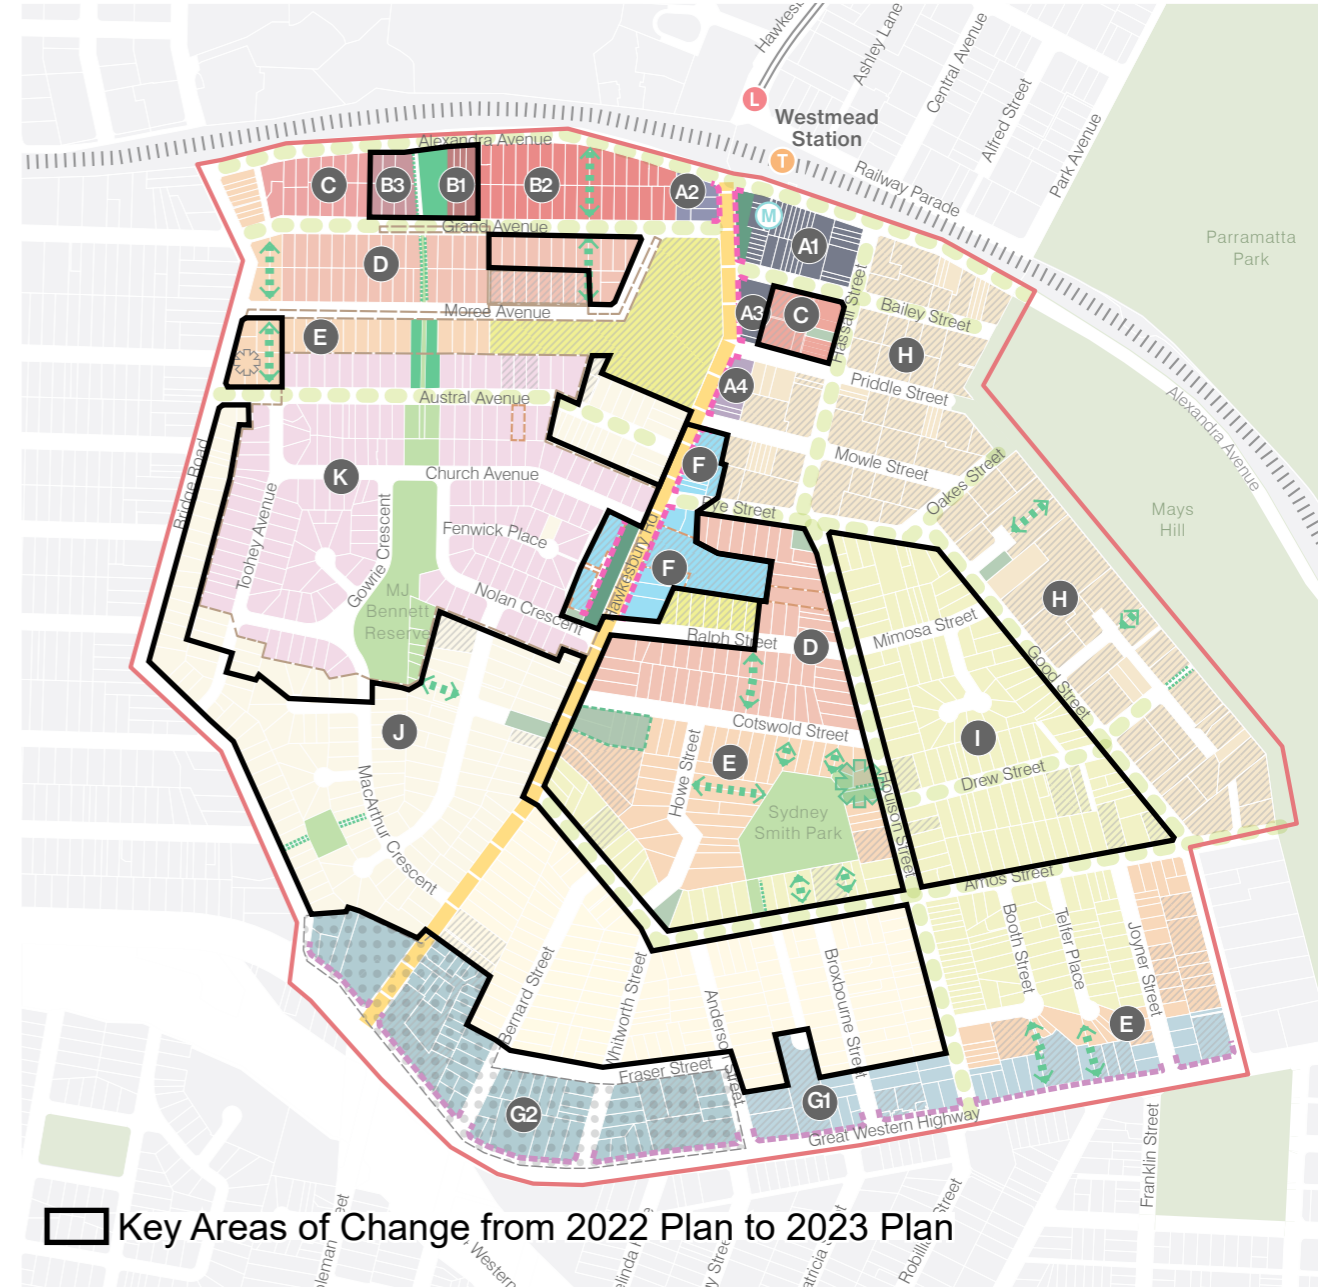 Hawkesb
Ashley Lane
Central Avenue
Alfred Street
Park Avenue
L
Westmead
Station
T
Railway Parade
Parramatta
Park
Alexandra Avenue
C
B3
B1
B2
A2
M
A1
Grand Avenue
D
Moree Avenue
A3
C
Hassall Street
Bailey Street
H
E
Priddle Street
A4
Austral Avenue
Alexandra Avenue
Bridge Road
K
Church Avenue
F
Mowle Street
Oakes Street
Mays
Hill
Toohey Avenue
Gowrie Crescent
Fenwick Place
Pye Street
Hawkesbury Rd
F
MJ
Bennett
Reserve
Nolan Crescent
Ralph Street
D
Mimosa Street
H
Good Street
J
Cotswold Street
I
E
Howe Street
Drew Street
MacArthur Crescent
Sydney
Smith Park
Houison Street
Amos Street
Bernard Street
Whitworth Street
Anderson Street
Broxbourne Street
Booth Street
Telfer Place
Joyner Street
E
Fraser Street
G2
G1
Great Western Highway
Franklin Street
Key Areas of Change from 2022 Plan to 2023 Plan
Western